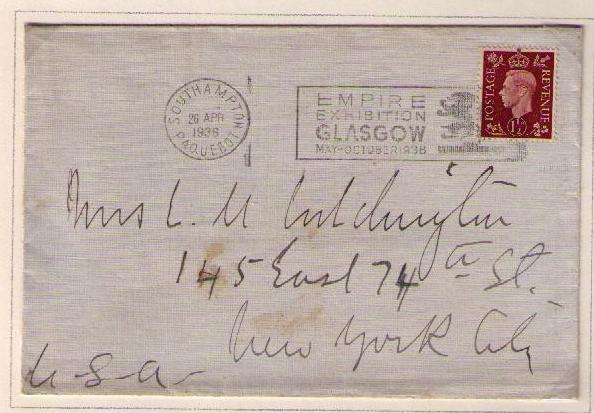 SOUTHAMPTON
26 APR
1938
PAQUEBOT
EMPIRE
EXHIBITION
GLASGOW
MAY-OCTOBER 1938
POSTAGE
REVENUE
1½
Mrs L. M
145 East 74th St.
New York City
U-S-A-